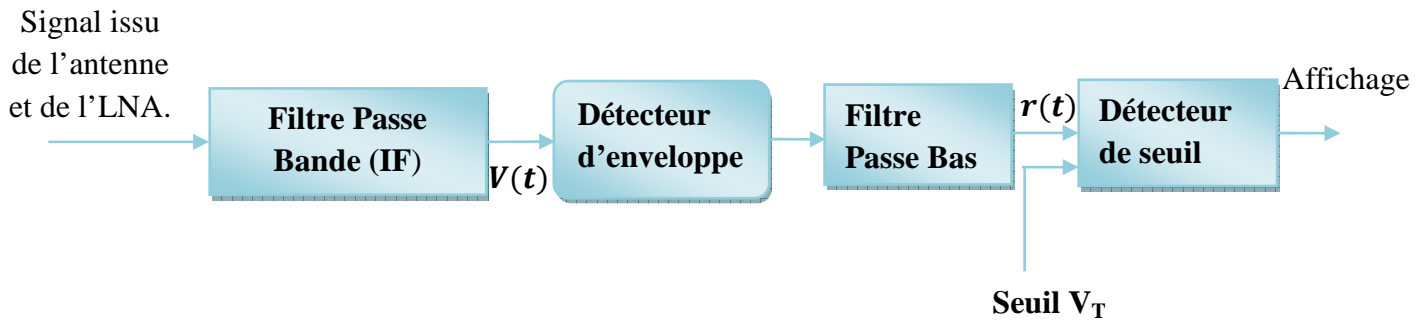 Signal issu
de l’antenne
et de l’LNA.
Filtre Passe
Bande (IF)
V(t)
Détecteur
d’enveloppe
Filtre
Passe Bas
r(t)
Détecteur
de seuil
Affichage
Seuil V_T